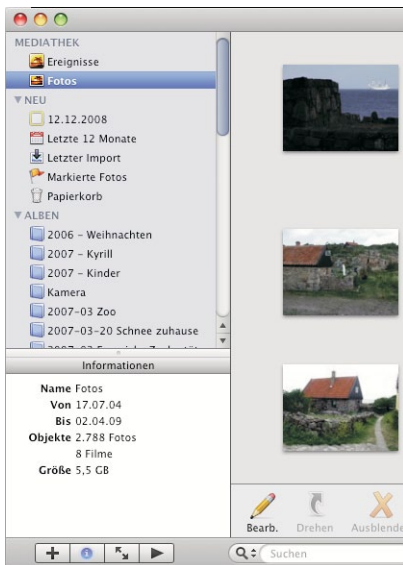 MEDIATHEK
Ereignisse
Fotos
NEU
12.12.2008
Letzte 12 Monate
Letzter Import
Markierte Fotos
Papierkorb
ALBEN
2006 – Weihnachten
2007 – Kyrill
2007 – Kinder
Kamera
2007-03 Zoo
2007-03-20 Schnee zuhause
Informationen
Name Fotos
Von 17.07.04
Bis 02.04.09
Objekte 2.788 Fotos
8 Filme
Größe 5,5 GB
Bearb. Drehen Ausblende
Suchen